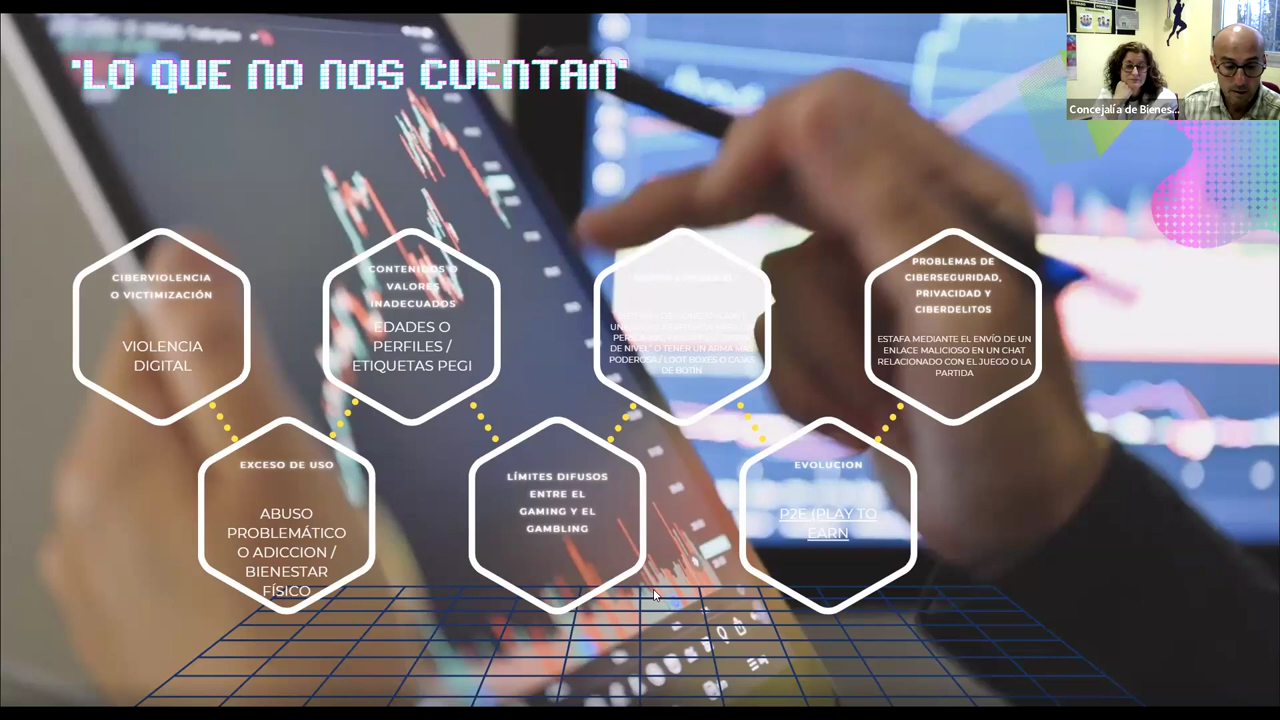 "LO QUE NO NOS CUENTAN"
Concejalía de Bienes...
CIBERVIOLENCIA
O VICTIMIZACIÓN
VIOLENCIA
DIGITAL
CONTENIDOS O
VALORES
INADECUADOS
EDADES O
PERFILES /
ETIQUETAS PEGI
DE NIVEL" O TENER UN ARMA MÁS
PODEROSA / LOOT BOXES O CAJAS
DE BOTÍN
PROBLEMAS DE
CIBERSEGURIDAD,
PRIVACIDAD Y
CIBERDELITOS
ESTAFA MEDIANTE EL ENVÍO DE UN
ENLACE MALICIOSO EN UN CHAT
RELACIONADO CON EL JUEGO O LA
PARTIDA
EXCESO DE USO
ABUSO
PROBLEMÁTICO
O ADICCION /
BIENESTAR
FÍSICO
LÍMITES DIFUSOS
ENTRE EL
GAMING Y EL
GAMBLING
EVOLUCION
P2E (PLAY TO
EARN